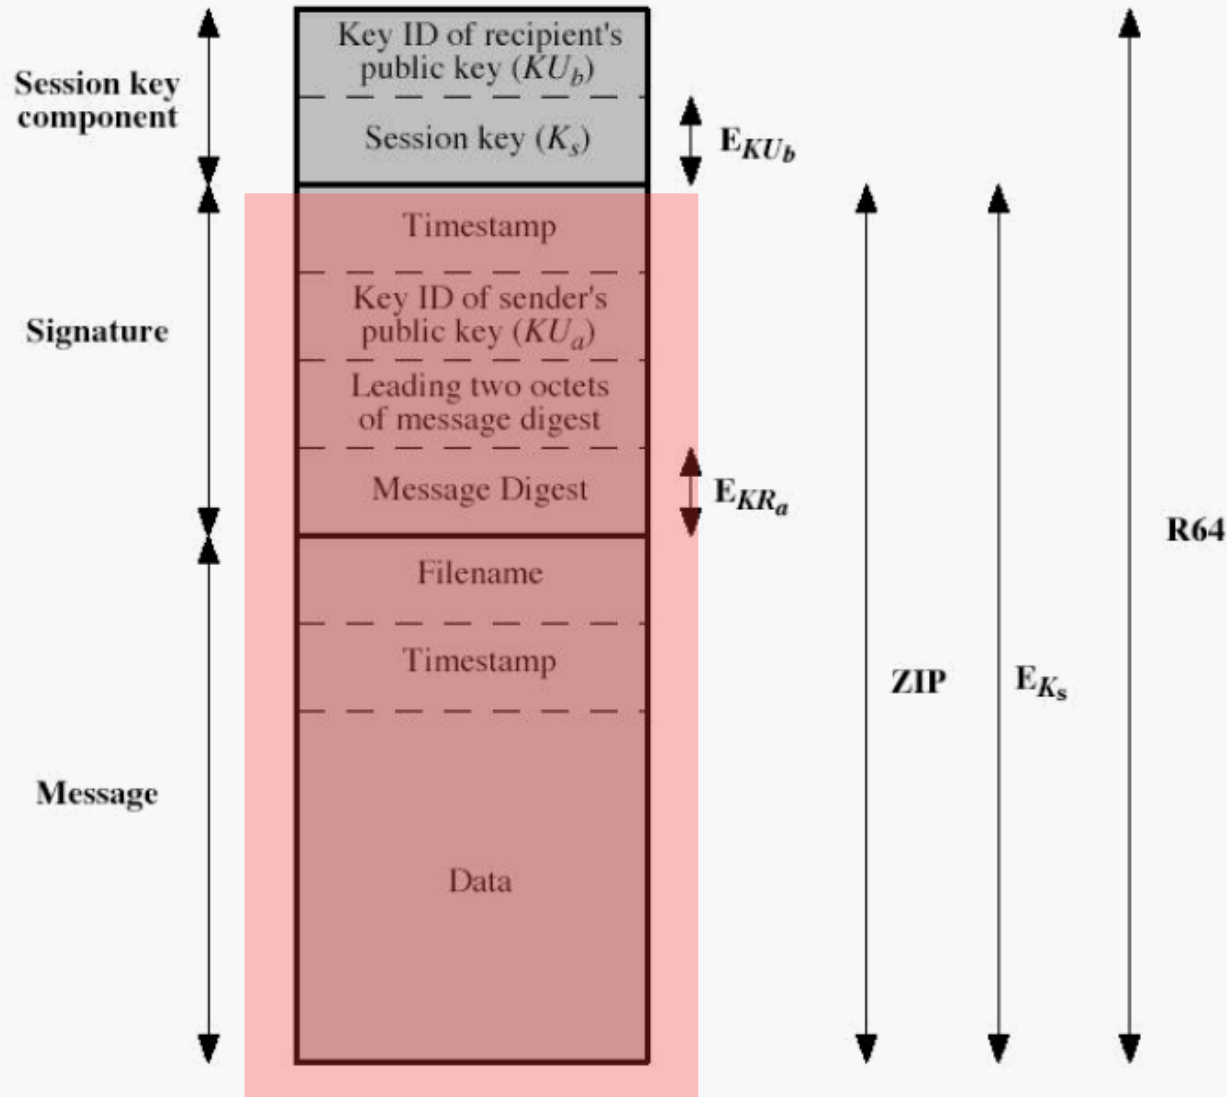 Key ID of recipient's
public key (KUb)
Session key
component
Session key (Ks)
EKUb
Timestamp
Key ID of sender's
public key (KUa)
Signature
Leading two octets
of message digest
Message Digest
EKRa
R64
Filename
Timestamp
ZIP
EKs
Message
Data